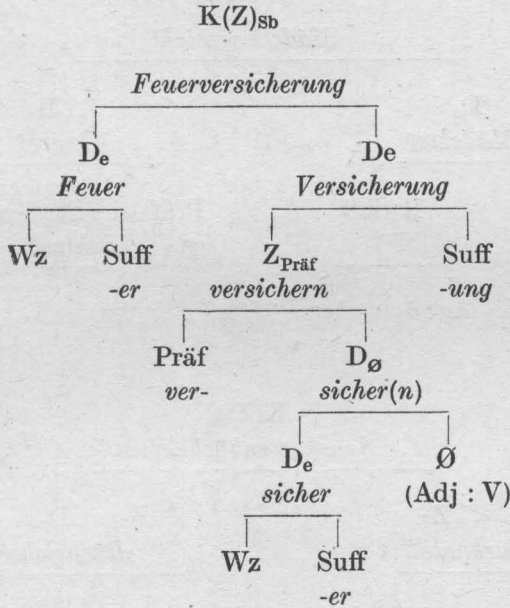 K(Z)Sb
Feuerversicherung
De De
Feuer Versicherung
Wz Suff ZPräf Suff
-er versichern -ung
Präf DØ
ver- sicher(n)
De Ø
sicher (Adj : V)
Wz Suff
-er